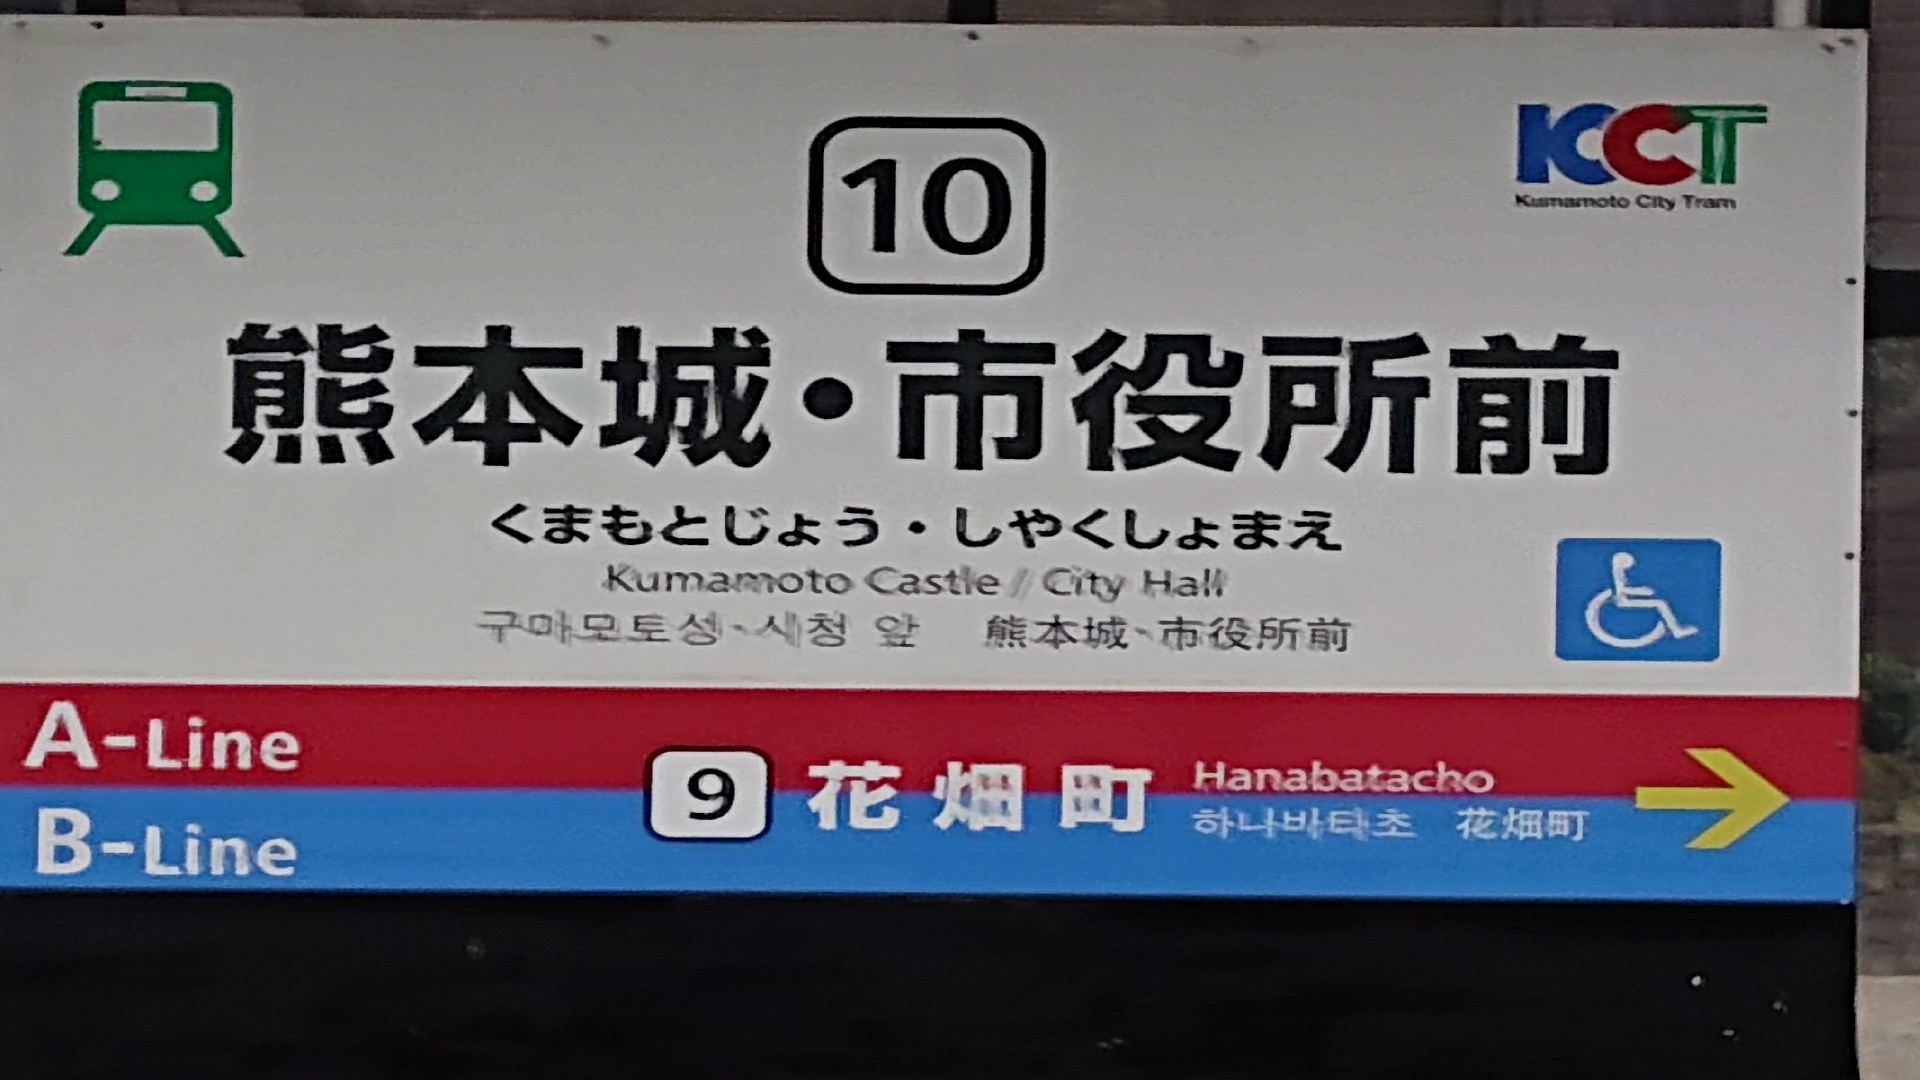 10
KCT
Kumamoto City Tram
熊本城・市役所前
くまもとじょう・しやくしょまえ
Kumamoto Castle / City Hall
구마모토성·시청 앞 熊本城·市役所前
A-Line
B-Line
9 花畑町
Hanabatacho
하나바타초 花畑町